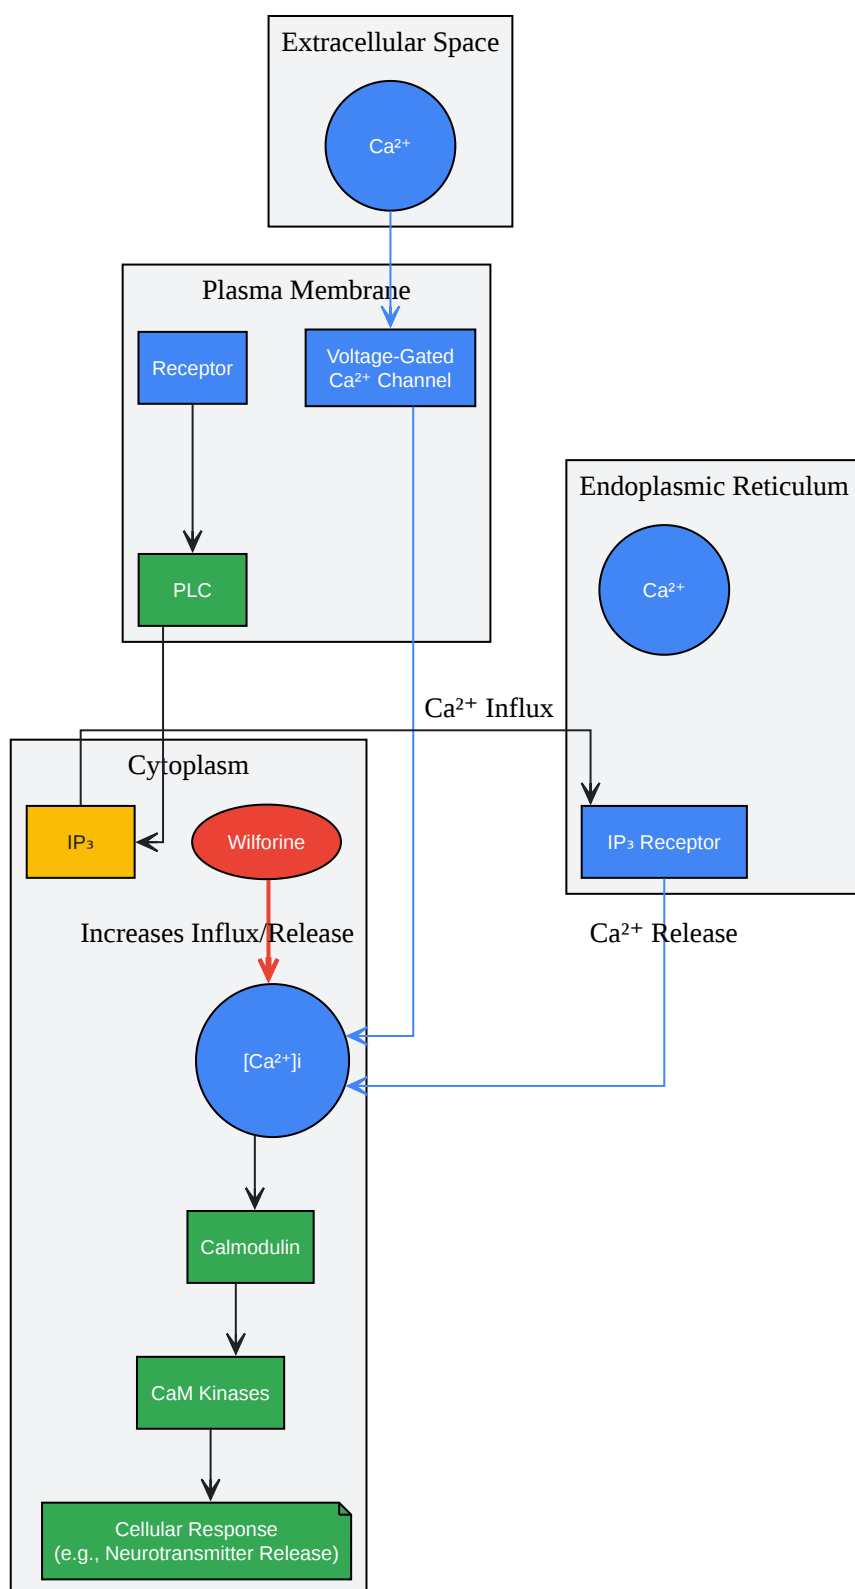 Extracellular Space
Ca²⁺
Plasma Membrane
Receptor
Voltage-Gated
Ca²⁺ Channel
Endoplasmic Reticulum
PLC
Ca²⁺
Ca²⁺ Influx
Cytoplasm
IP₃
Wilforine
IP₃ Receptor
Increases Influx/Release
Ca²⁺ Release
[Ca²⁺]i
Calmodulin
CaM Kinases
Cellular Response
(e.g., Neurotransmitter Release)